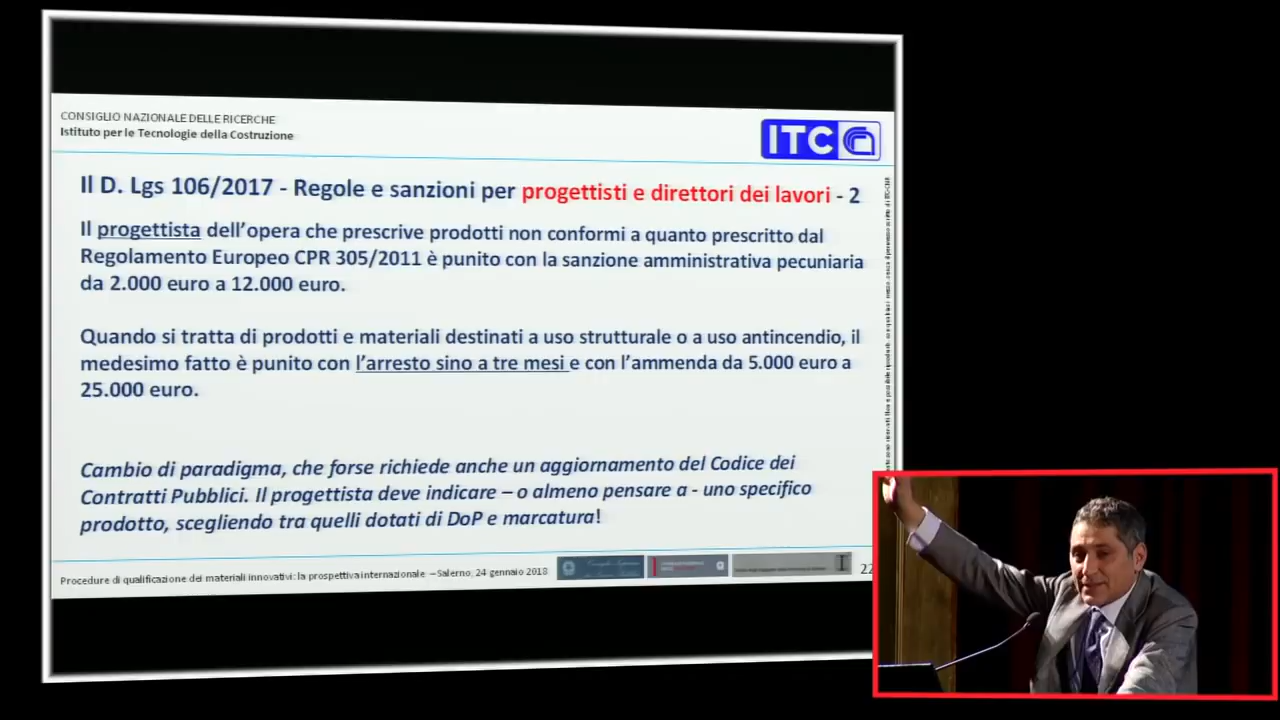 CONSIGLIO NAZIONALE DELLE RICERCHE
Istituto per le Tecnologie della Costruzione
ITC
Il D. Lgs 106/2017 - Regole e sanzioni per progettisti e direttori dei lavori - 2
Il progettista dell'opera che prescrive prodotti non conformi a quanto prescritto dal
Regolamento Europeo CPR 305/2011 è punito con la sanzione amministrativa pecuniaria
da 2.000 euro a 12.000 euro.
Quando si tratta di prodotti e materiali destinati a uso strutturale o a uso antincendio, il
medesimo fatto è punito con l'arresto sino a tre mesi e con l'ammenda da 5.000 euro a
25.000 euro.
Cambio di paradigma, che forse richiede anche un aggiornamento del Codice dei
Contratti Pubblici. Il progettista deve indicare – o almeno pensare a - uno specifico
prodotto, scegliendo tra quelli dotati di DoP e marcatura!
Procedure di qualificazione dei materiali innovativi: la prospettiva internazionale – Salerno, 24 gennaio 2018
22